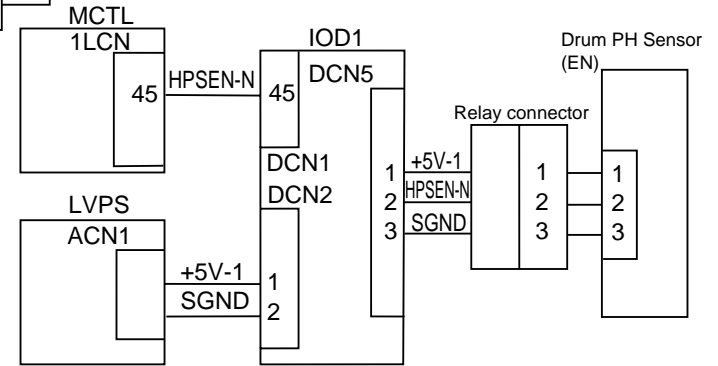 MCTL
1LCN
45
HPSEN-N
IOD1
45
DCN5
DCN1
DCN2
LVPS
ACN1
+5V-1
SGND
1
2
1
2
3
+5V-1
HPSEN-N
SGND
Relay connector
1
2
3
Drum PH Sensor
(EN)
1
2
3